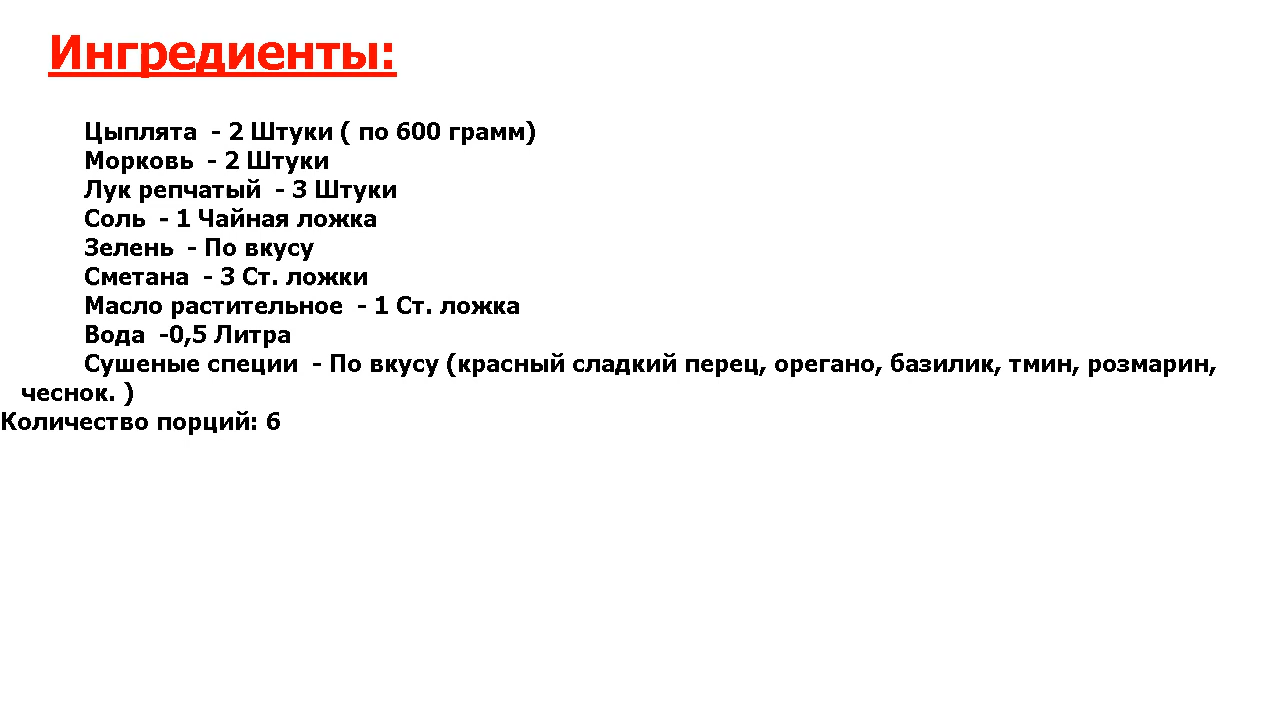 Ингредиенты:
Цыплята  - 2 Штуки ( по 600 грамм)
Морковь  - 2 Штуки
Лук репчатый  - 3 Штуки
Соль  - 1 Чайная ложка
Зелень  - По вкусу
Сметана  - 3 Ст. ложки
Масло растительное  - 1 Ст. ложка
Вода  -0,5 Литра
Сушеные специи  - По вкусу (красный сладкий перец, орегано, базилик, тмин, розмарин,
чеснок. )
Количество порций: 6